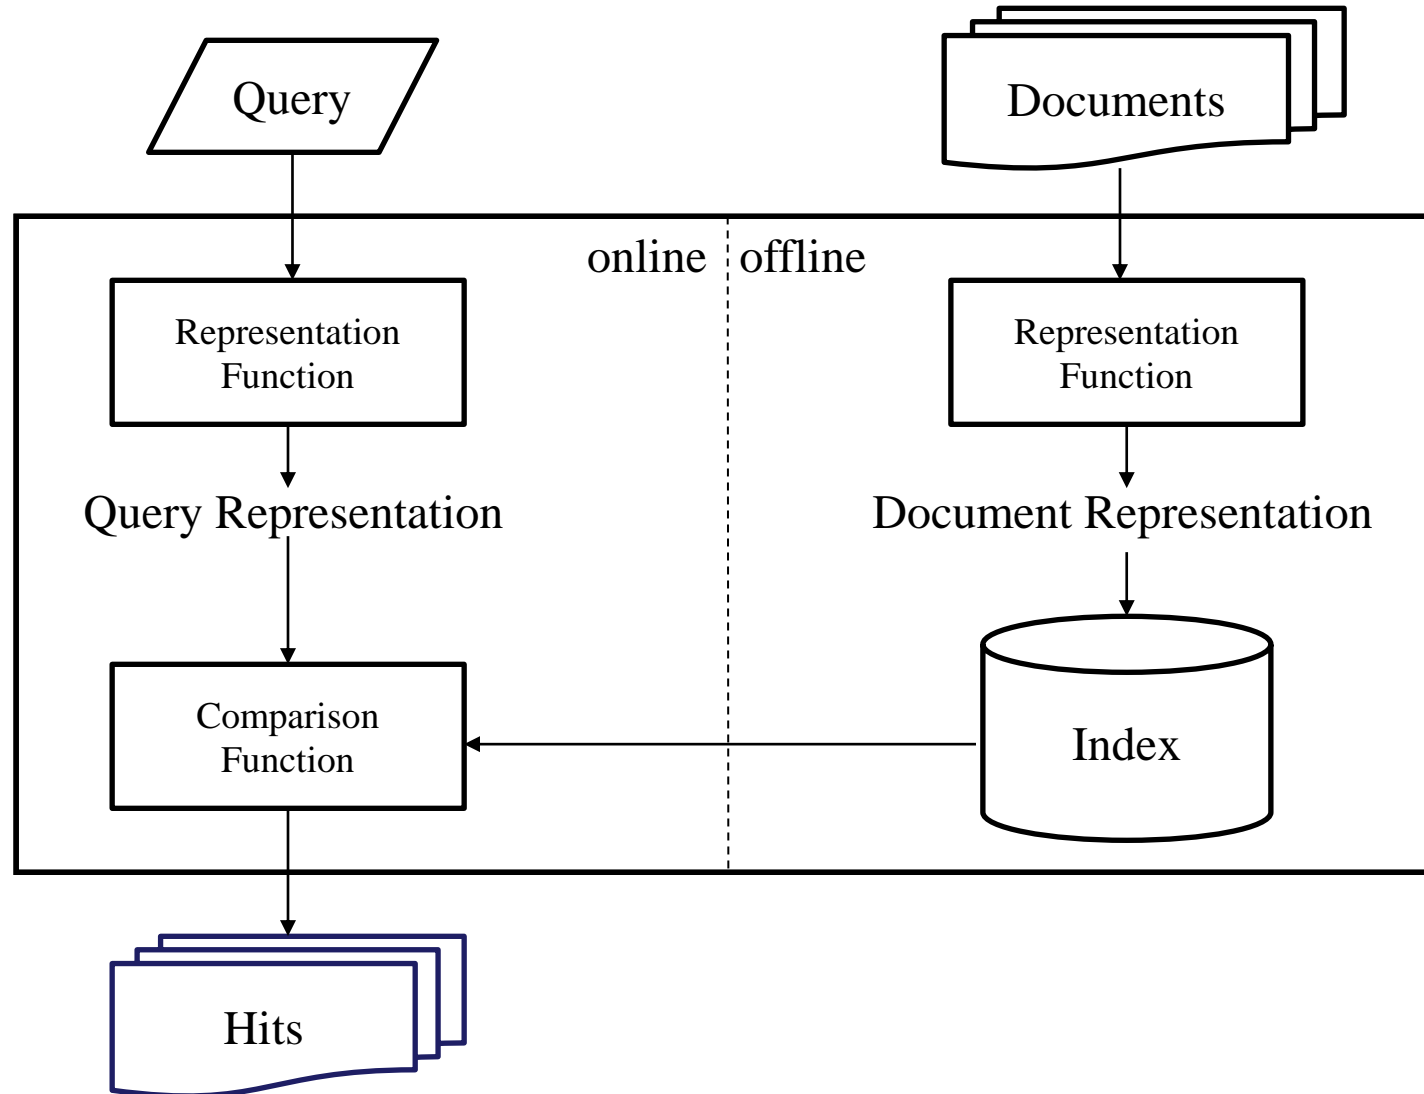 Query
Documents
online
offline
Representation
Function
Representation
Function
Query Representation
Document Representation
Comparison
Function
Index
Hits